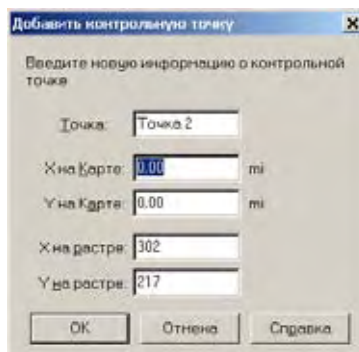 Добавить контрольную точку
Введите новую информацию о контрольной
точке
Точка: Точка 2
X на Карте: 0.00 mi
Y на Карте: 0.00 mi
X на растре: 302
Y на растре: 217
OK Отмена Справка